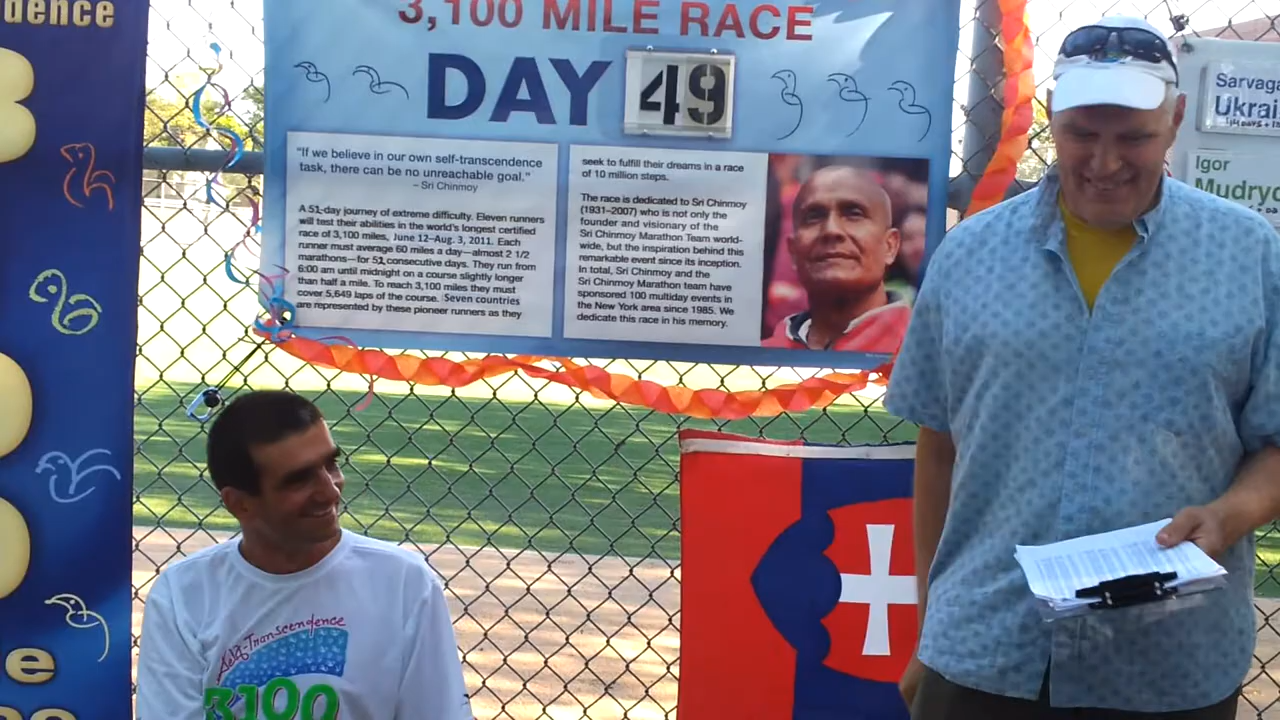 dence
3,100 MILE RACE
DAY 49
"If we believe in our own self-transcendence
task, there can be no unreachable goal."
– Sri Chinmoy
A 51-day journey of extreme difficulty. Eleven runners
will test their abilities in the world's longest certified
race of 3,100 miles, June 12–Aug. 3, 2011. Each
runner must average 60 miles a day—almost 2 1/2
marathons—for 52 consecutive days. They run from
6:00 am until midnight on a course slightly longer
than half a mile. To reach 3,100 miles they must
cover 5,649 laps of the course. Seven countries
are represented by these pioneer runners as they
seek to fulfill their dreams in a race
of 10 million steps.
The race is dedicated to Sri Chinmoy
(1931–2007) who is not only the
founder and visionary of the
Sri Chinmoy Marathon Team world-
wide, but the inspiration behind this
remarkable event since its inception.
In total, Sri Chinmoy and the
Sri Chinmoy Marathon team have
sponsored 100 multiday events in
the New York area since 1985. We
dedicate this race in his memory.
Sarvaga
Ukrai
Igor
Mudryc
Self-Transcendence
3100
e